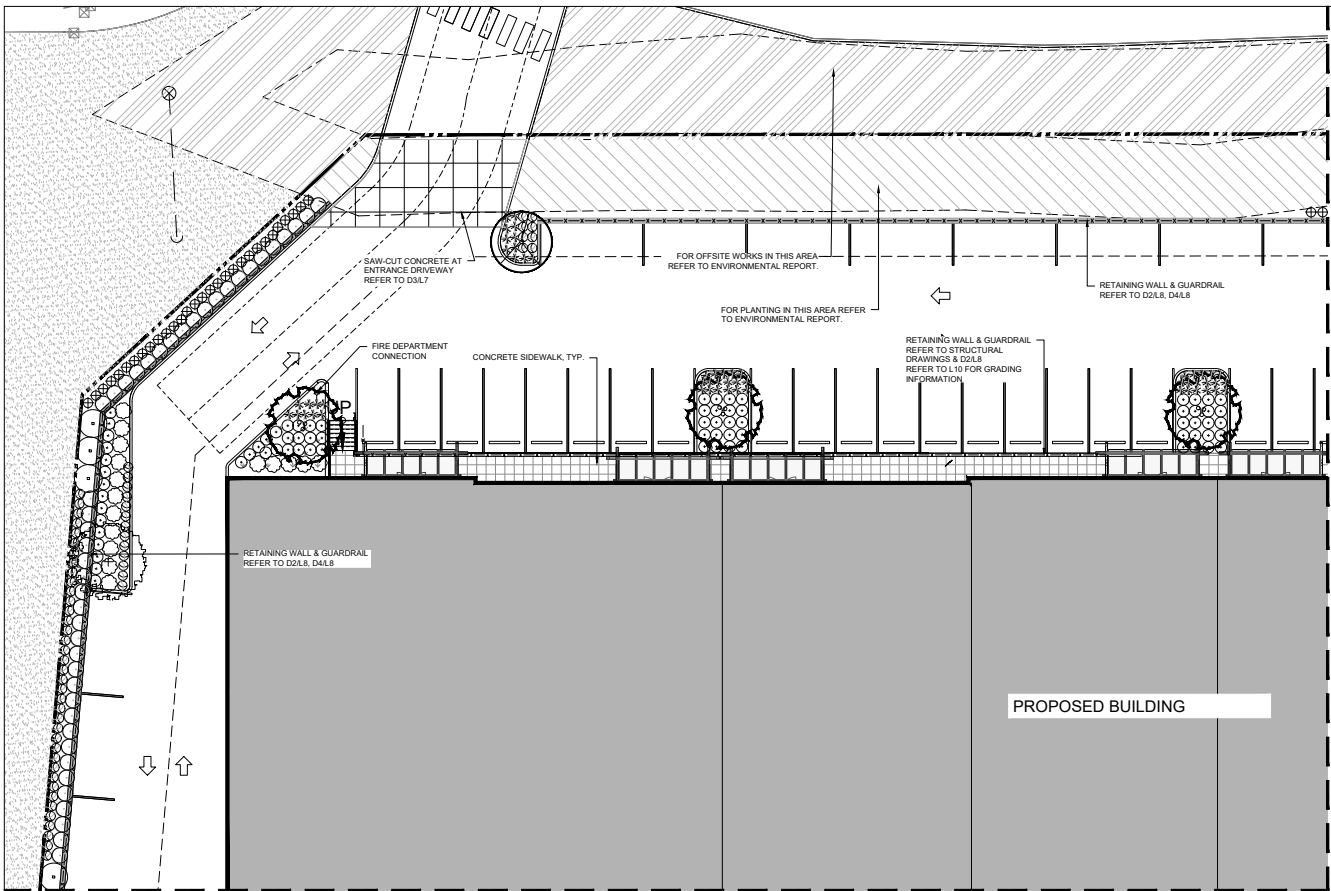 SAW-CUT CONCRETE AT
ENTRANCE DRIVEWAY
REFER TO D3/L7
FOR OFFSITE WORKS IN THIS AREA
REFER TO ENVIRONMENTAL REPORT.
FOR PLANTING IN THIS AREA REFER
TO ENVIRONMENTAL REPORT.
RETAINING WALL & GUARDRAIL
REFER TO D2/L8, D4/L8
FIRE DEPARTMENT
CONNECTION
CONCRETE SIDEWALK, TYP.
RETAINING WALL & GUARDRAIL
REFER TO STRUCTURAL
DRAWINGS & D2/L8
REFER TO L10 FOR GRADING
INFORMATION
RETAINING WALL & GUARDRAIL
REFER TO D2/L8, D4/L8
PROPOSED BUILDING